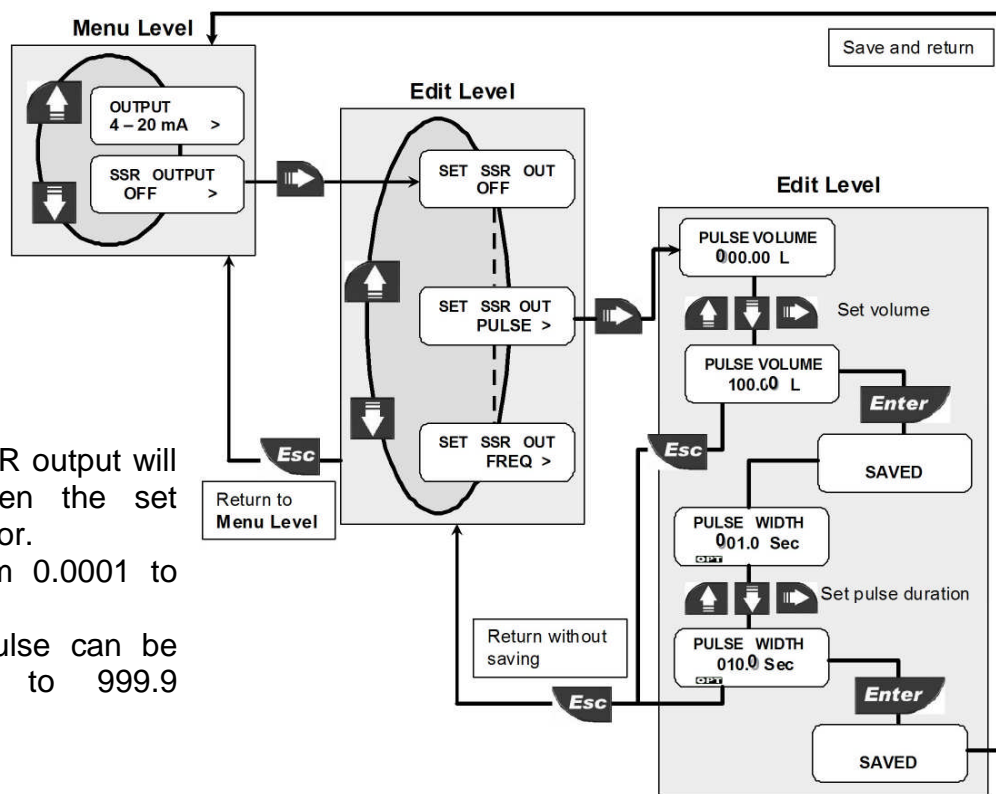 Menu Level
Save and return
OUTPUT
4 – 20 mA >
SSR OUTPUT
OFF >
Edit Level
SET SSR OUT
OFF
SET SSR OUT
PULSE >
SET SSR OUT
FREQ >
Esc
Return to
Menu Level
Edit Level
PULSE VOLUME
000.00 L
Set volume
PULSE VOLUME
100.00 L
Enter
Esc
SAVED
PULSE WIDTH
001.0 Sec
OPT
Set pulse duration
PULSE WIDTH
010.0 Sec
OPT
Return without
saving
Esc
Enter
SAVED
R output will
en the set
or.
0.0001 to
ulse can be
to 999.9